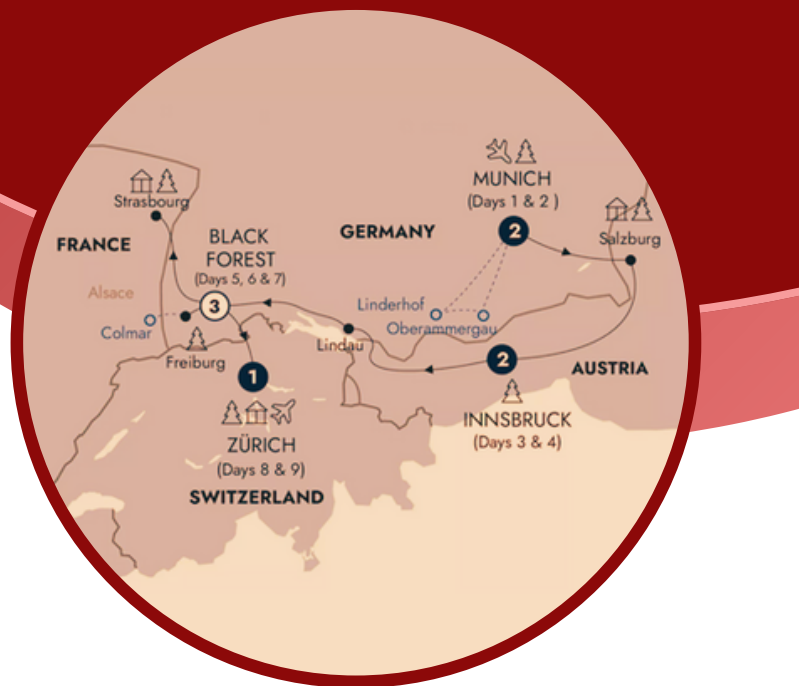 MUNICH
(Days 1 & 2 )
2
Strasbourg
Salzburg
FRANCE
GERMANY
BLACK
FOREST
(Days 5, 6 & 7)
3
Alsace
Colmar
Freiburg
Linderhof
Oberammergau
Lindau
2
AUSTRIA
INNSBRUCK
(Days 3 & 4)
1
ZÜRICH
(Days 8 & 9)
SWITZERLAND